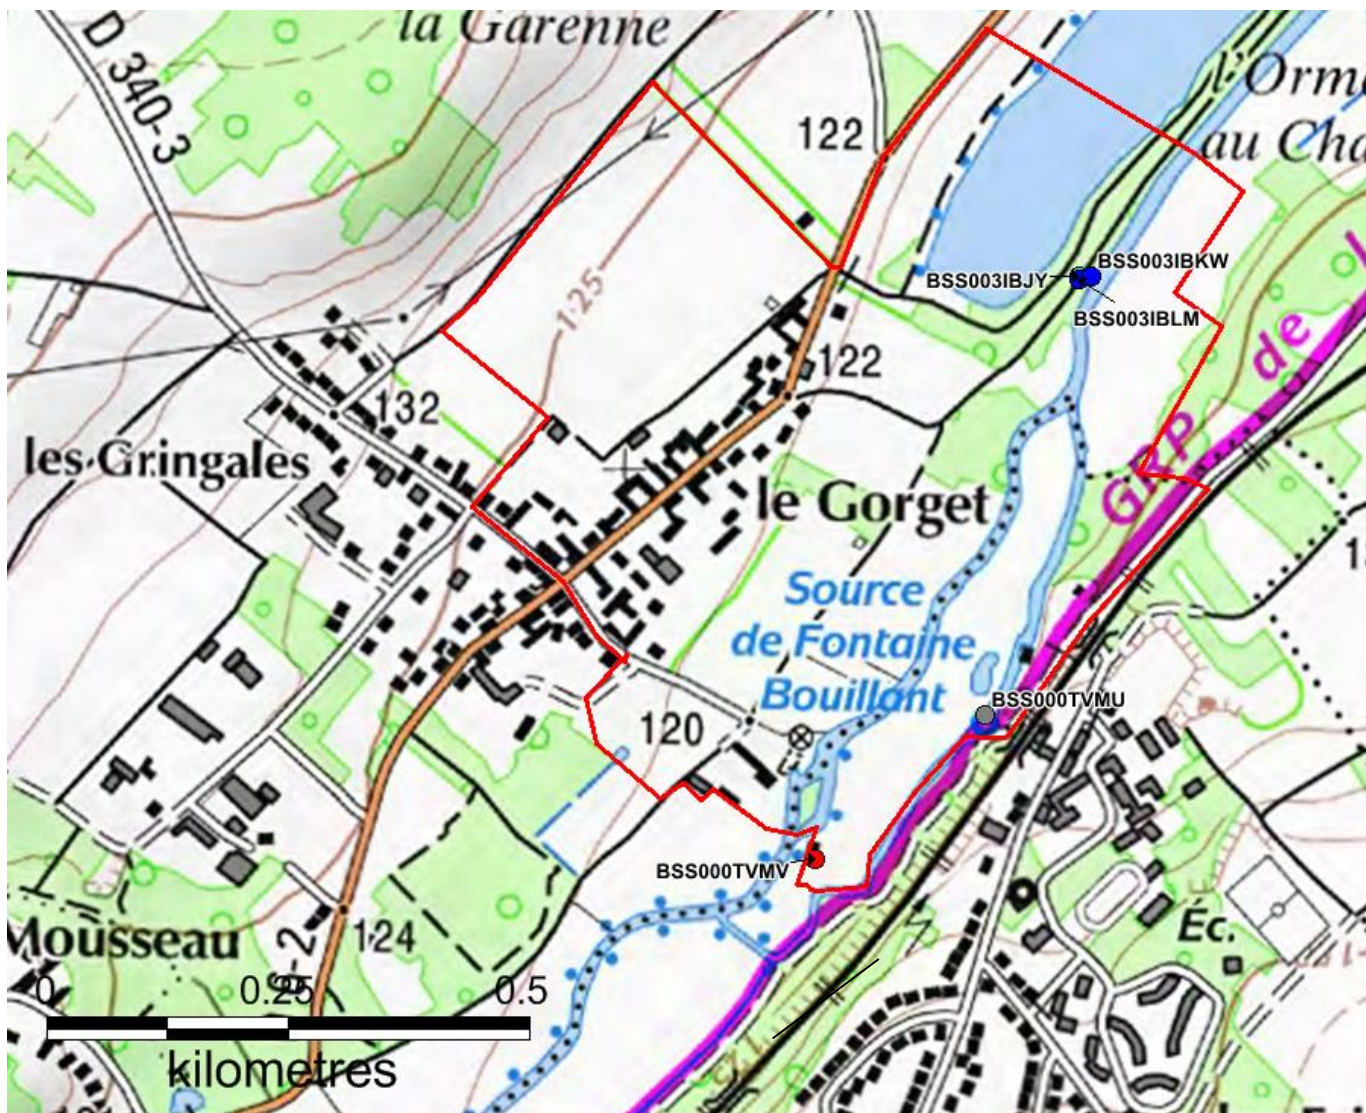 la Garenne
D 340-3
l'Orme
au Cha
122
BSS003IBKW
BSS003IBJY
BSS003IBLM
125
122
132
de
GRP
les Gringales
le Gorget
Source
de Fontaine
Bouillant
BSS000TVMU
120
BSS000TVMV
Éc.
Mousseau
124
0
0.25
0.5
kilometres